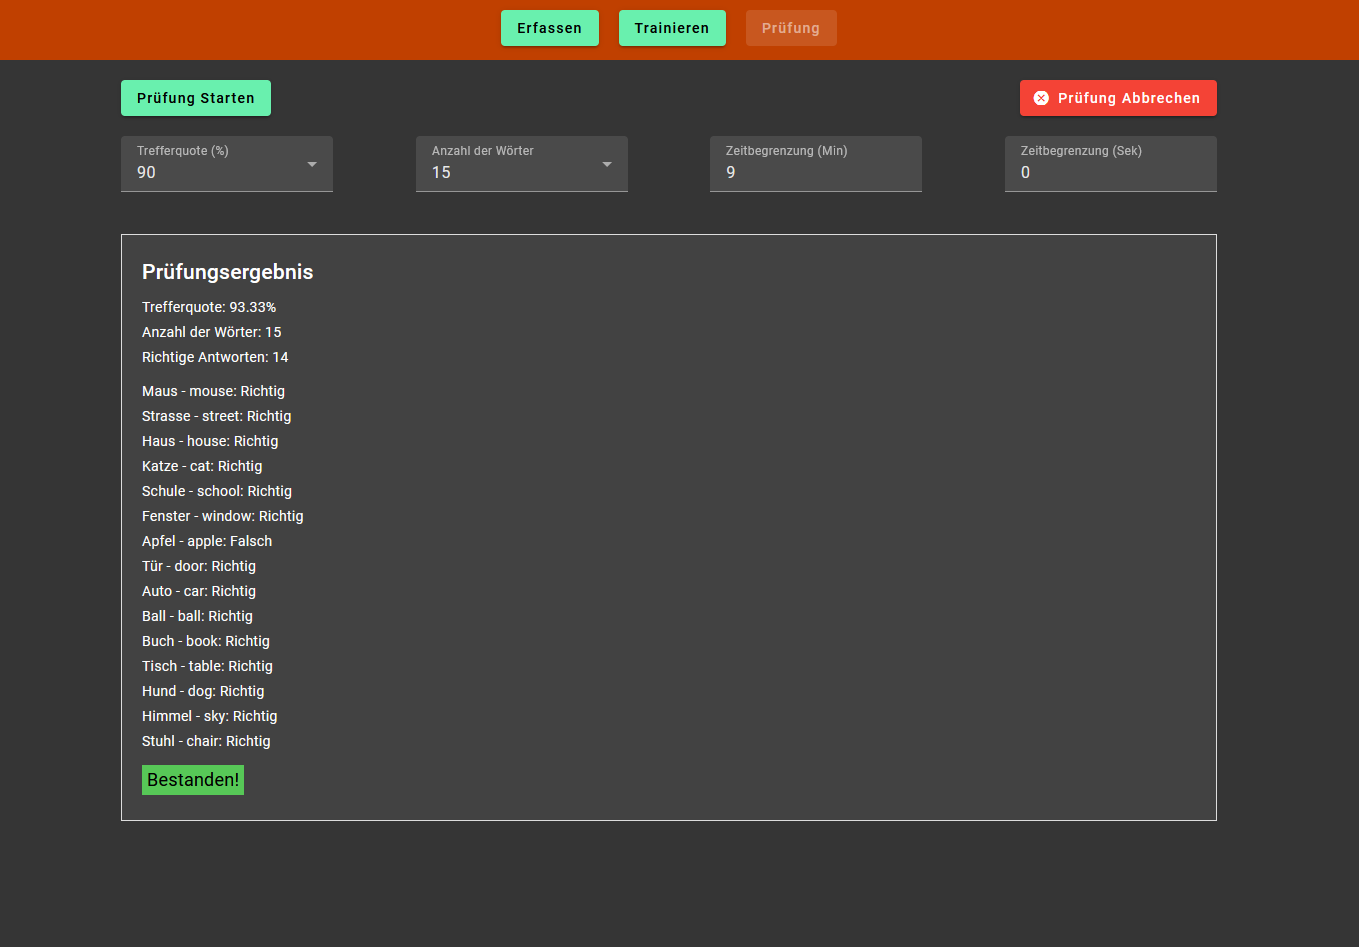 Erfassen Trainieren Prüfung
Prüfung Starten Prüfung Abbrechen
Trefferquote (%) Anzahl der Wörter Zeitbegrenzung (Min) Zeitbegrenzung (Sek)
90 15 9 0
Prüfungsergebnis
Trefferquote: 93.33%
Anzahl der Wörter: 15
Richtige Antworten: 14
Maus - mouse: Richtig
Strasse - street: Richtig
Haus - house: Richtig
Katze - cat: Richtig
Schule - school: Richtig
Fenster - window: Richtig
Apfel - apple: Falsch
Tür - door: Richtig
Auto - car: Richtig
Ball - ball: Richtig
Buch - book: Richtig
Tisch - table: Richtig
Hund - dog: Richtig
Himmel - sky: Richtig
Stuhl - chair: Richtig
Bestanden!